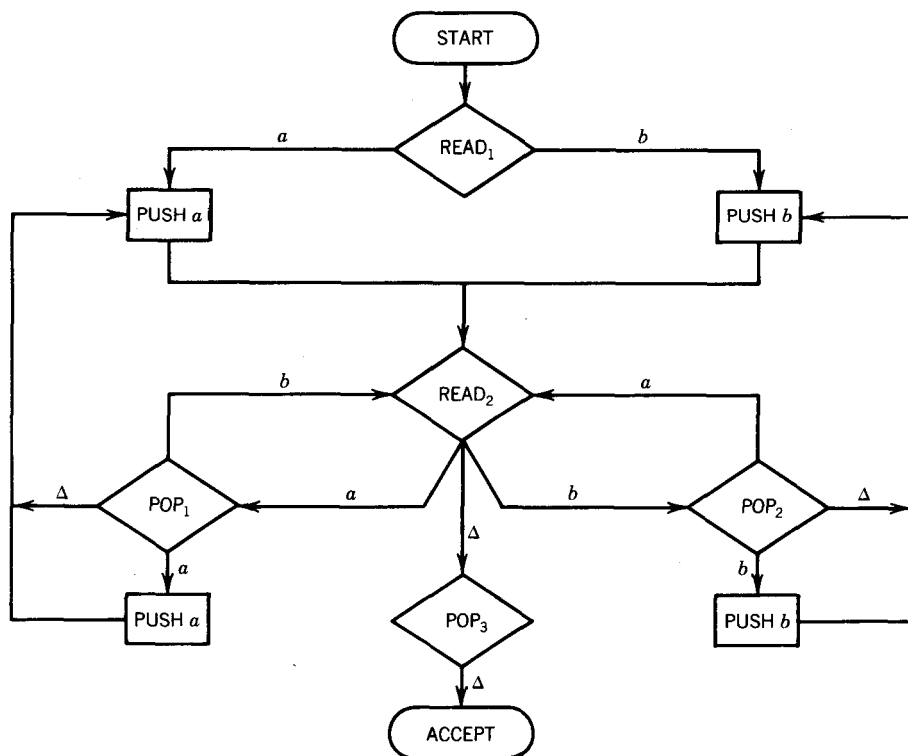 START
a
READ₁
b
PUSH a
PUSH b
b
READ₂
a
Δ
POP₁
a
b
POP₂
Δ
Δ
a
b
PUSH a
POP₃
PUSH b
Δ
ACCEPT